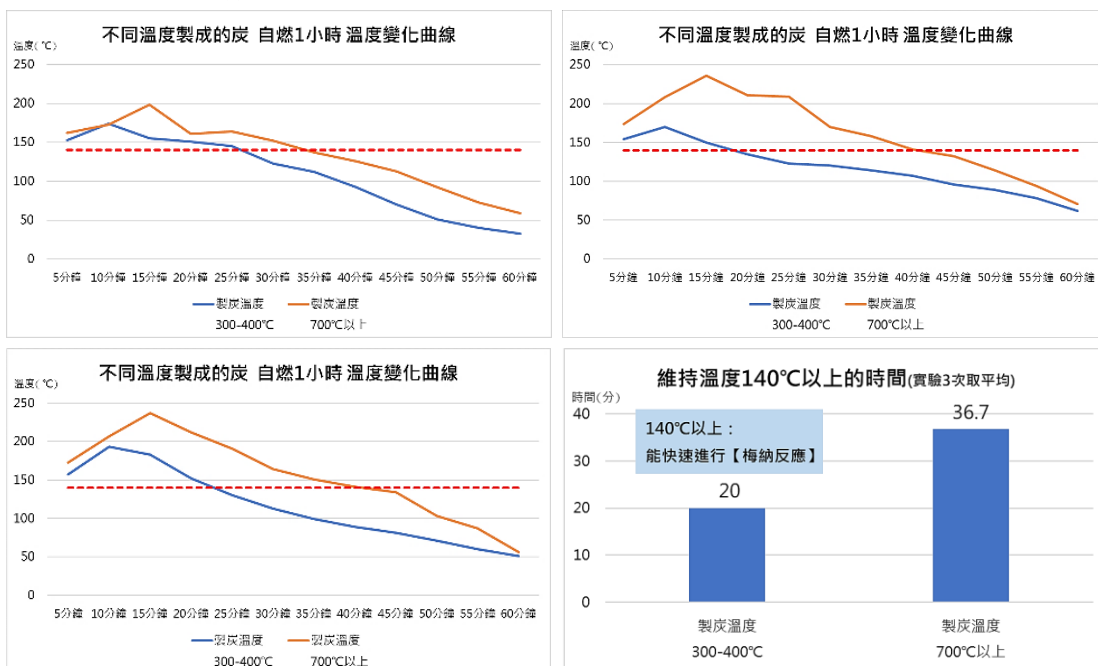 不同溫度製成的炭 自燃1小時 溫度變化曲線
溫度(℃)
250
200
150
100
50
0
5分鐘 10分鐘 15分鐘 20分鐘 25分鐘 30分鐘 35分鐘 40分鐘 45分鐘 50分鐘 55分鐘 60分鐘
製炭溫度 製炭溫度
300-400℃ 700℃以上
不同溫度製成的炭 自燃1小時 溫度變化曲線
溫度(℃)
250
200
150
100
50
0
5分鐘 10分鐘 15分鐘 20分鐘 25分鐘 30分鐘 35分鐘 40分鐘 45分鐘 50分鐘 55分鐘 60分鐘
製炭溫度 製炭溫度
300-400℃ 700℃以上
不同溫度製成的炭 自燃1小時 溫度變化曲線
溫度(℃)
250
200
150
100
50
0
5分鐘 10分鐘 15分鐘 20分鐘 25分鐘 30分鐘 35分鐘 40分鐘 45分鐘 50分鐘 55分鐘 60分鐘
製炭溫度 製炭溫度
300-400℃ 700℃以上
維持溫度140℃以上的時間(實驗3次取平均)
時間(分)
40
30
20
10
0
140℃以上：
能快速進行【梅納反應】
20
36.7
製炭溫度 製炭溫度
300-400℃ 700℃以上